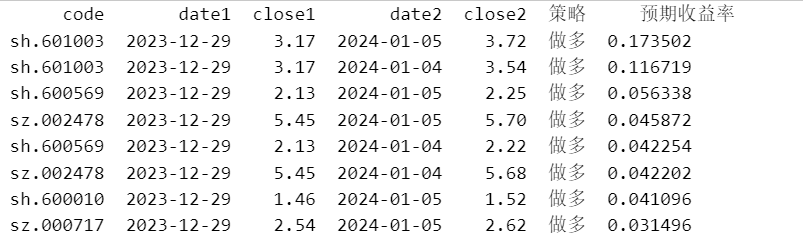 code date1 close1 date2 close2 策略 预期收益率
sh.601003 2023-12-29 3.17 2024-01-05 3.72 做多 0.173502
sh.601003 2023-12-29 3.17 2024-01-04 3.54 做多 0.116719
sh.600569 2023-12-29 2.13 2024-01-05 2.25 做多 0.056338
sz.002478 2023-12-29 5.45 2024-01-05 5.70 做多 0.045872
sh.600569 2023-12-29 2.13 2024-01-04 2.22 做多 0.042254
sz.002478 2023-12-29 5.45 2024-01-04 5.68 做多 0.042202
sh.600010 2023-12-29 1.46 2024-01-05 1.52 做多 0.041096
sz.000717 2023-12-29 2.54 2024-01-05 2.62 做多 0.031496